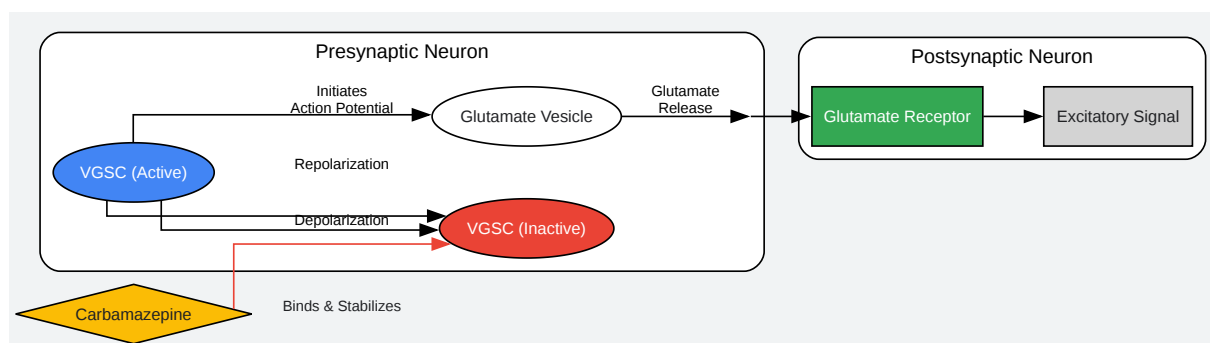 Presynaptic Neuron
Postsynaptic Neuron
Initiates
Action Potential
Glutamate Vesicle
Glutamate
Release
Glutamate Receptor
Excitatory Signal
VGSC (Active)
Repolarization
Depolarization
VGSC (Inactive)
Carbamazepine
Binds & Stabilizes